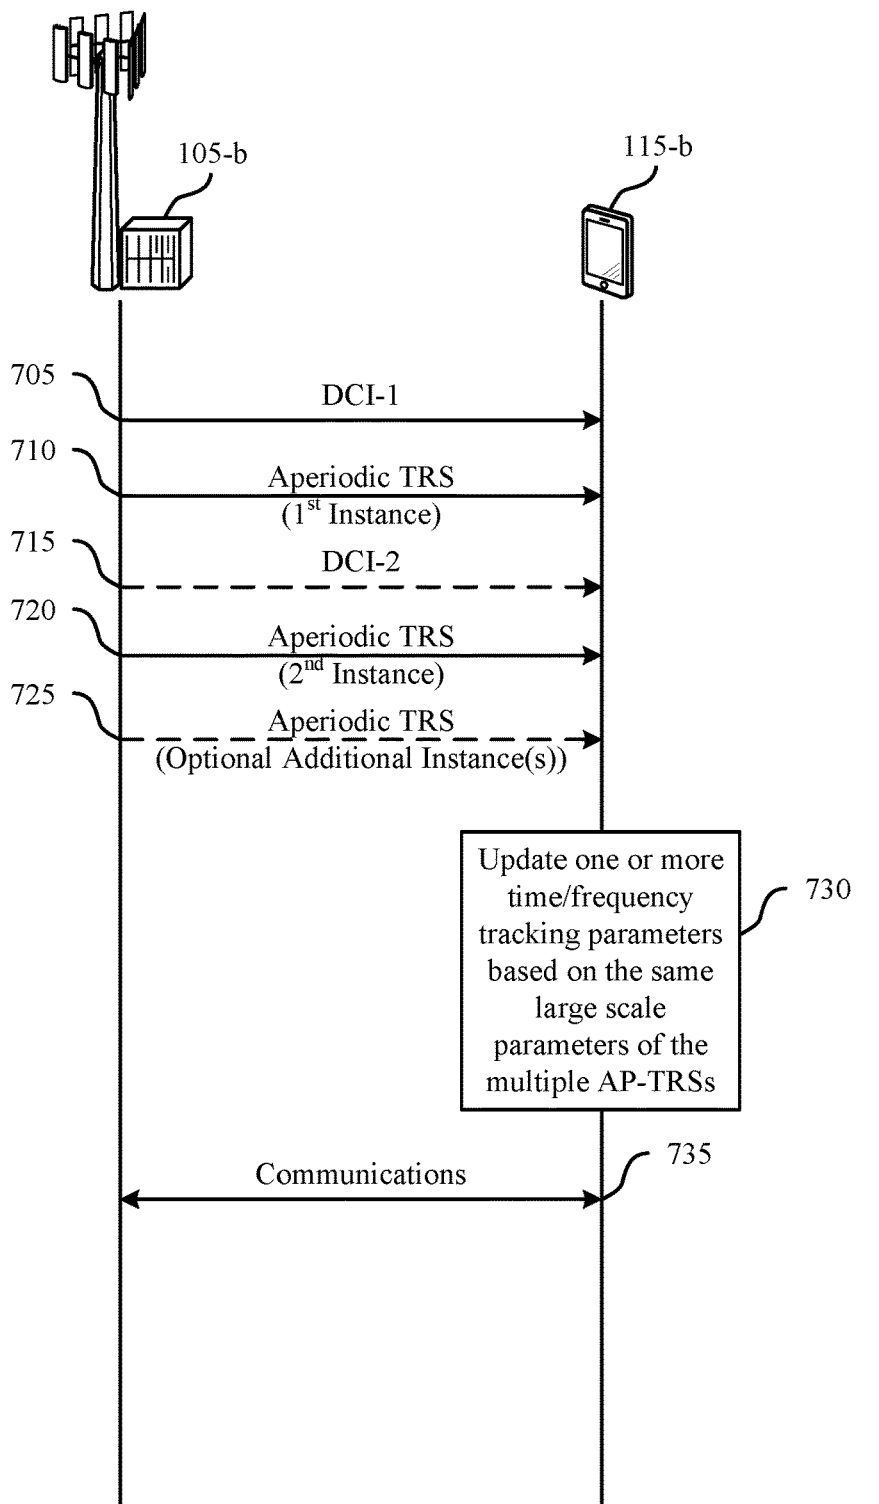 105-b
115-b
705
DCI-1
710
Aperiodic TRS
(1st Instance)
715
DCI-2
720
Aperiodic TRS
(2nd Instance)
725
Aperiodic TRS
(Optional Additional Instance(s))
Update one or more
time/frequency
tracking parameters
based on the same
large scale
parameters of the
multiple AP-TRSs
730
735
Communications